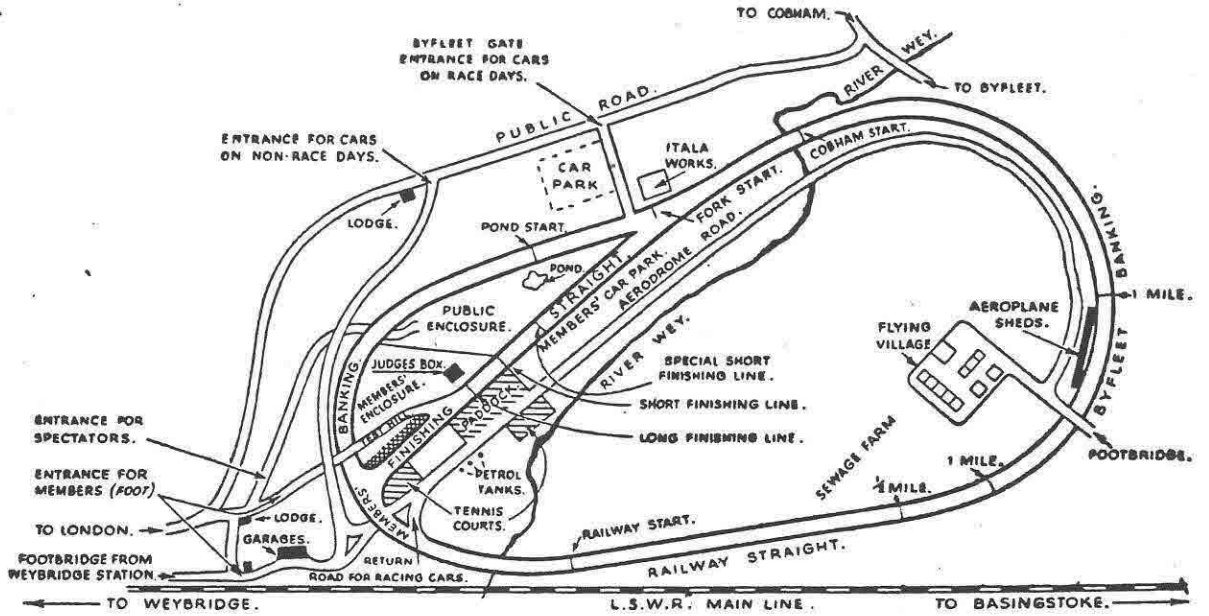 TO COBHAM.
BYFLEET GATE
ENTRANCE FOR CARS
ON RACE DAYS.
RIVER WEY.
TO BYFLEET.
PUBLIC ROAD.
ENTRANCE FOR CARS
ON NON-RACE DAYS.
CAR
PARK
ITALA
WORKS.
COBHAM START.
LODGE.
FORK START.
POND START.
POND.
STRAIGHT.
MEMBERS' CAR PARK.
AERODROME ROAD.
BYFLEET BANKING.
1 MILE.
AEROPLANE
SHEDS.
FLYING
VILLAGE
PUBLIC
ENCLOSURE.
RIVER WEY.
JUDGES BOX.
SPECIAL SHORT
FINISHING LINE.
MEMBERS'
ENCLOSURE.
SHORT FINISHING LINE.
PADDOCK
LONG FINISHING LINE.
TEST HILL
FINISHING
MEMBERS' BANKING.
ENTRANCE FOR
SPECTATORS.
FOOTBRIDGE.
SEWAGE FARM
1 MILE.
½ MILE.
PETROL
TANKS.
ENTRANCE FOR
MEMBERS (FOOT)
TENNIS
COURTS.
LODGE.
TO LONDON.
GARAGES.
RAILWAY START.
RAILWAY STRAIGHT.
FOOTBRIDGE FROM
WEYBRIDGE STATION.
RETURN
ROAD FOR RACING CARS.
TO WEYBRIDGE.
L.S.W.R. MAIN LINE.
TO BASINGSTOKE.